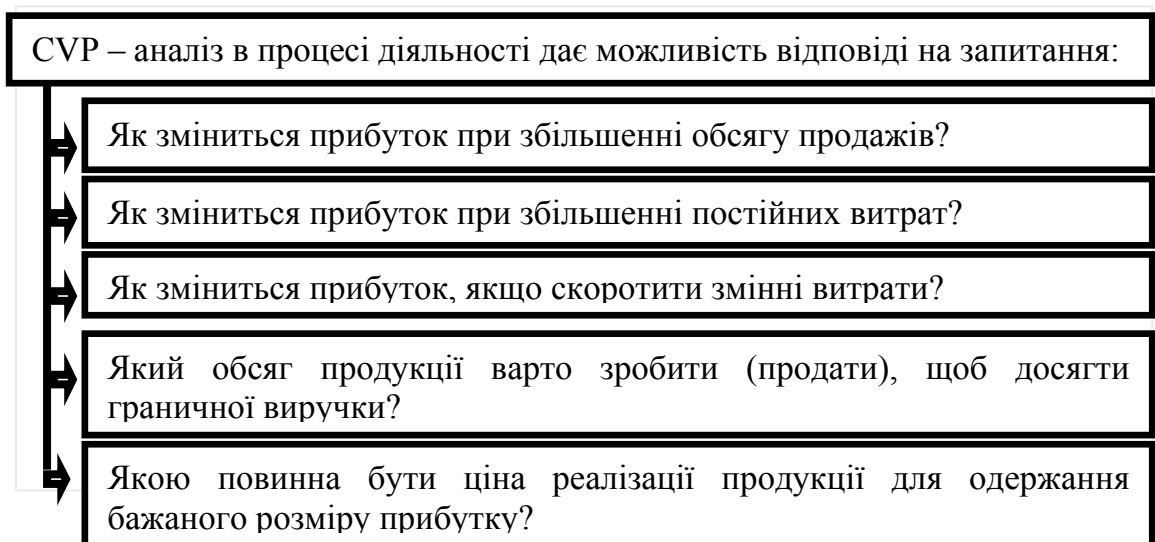 CVP – аналіз в процесі діяльності дає можливість відповіді на запитання:
Як зміниться прибуток при збільшенні обсягу продажів?
Як зміниться прибуток при збільшенні постійних витрат?
Як зміниться прибуток, якщо скоротити змінні витрати?
Який обсяг продукції варто зробити (продати), щоб досягти
граничної виручки?
Якою повинна бути ціна реалізації продукції для одержання
бажаного розміру прибутку?